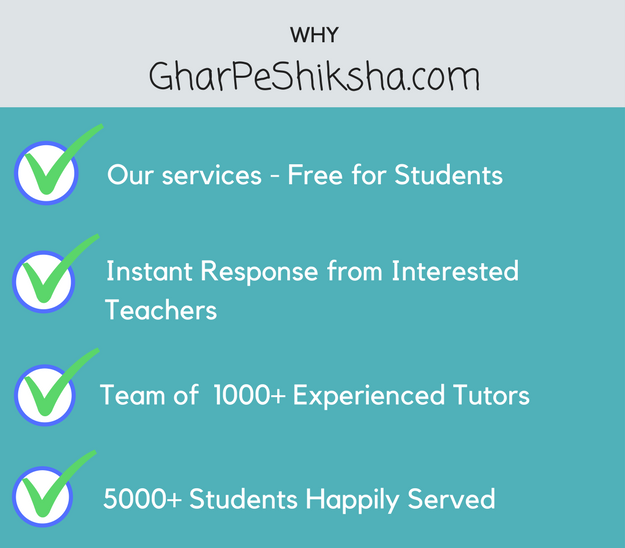 WHY
GharPeShiksha.com
Our services - Free for Students
Instant Response from Interested
Teachers
Team of 1000+ Experienced Tutors
5000+ Students Happily Served